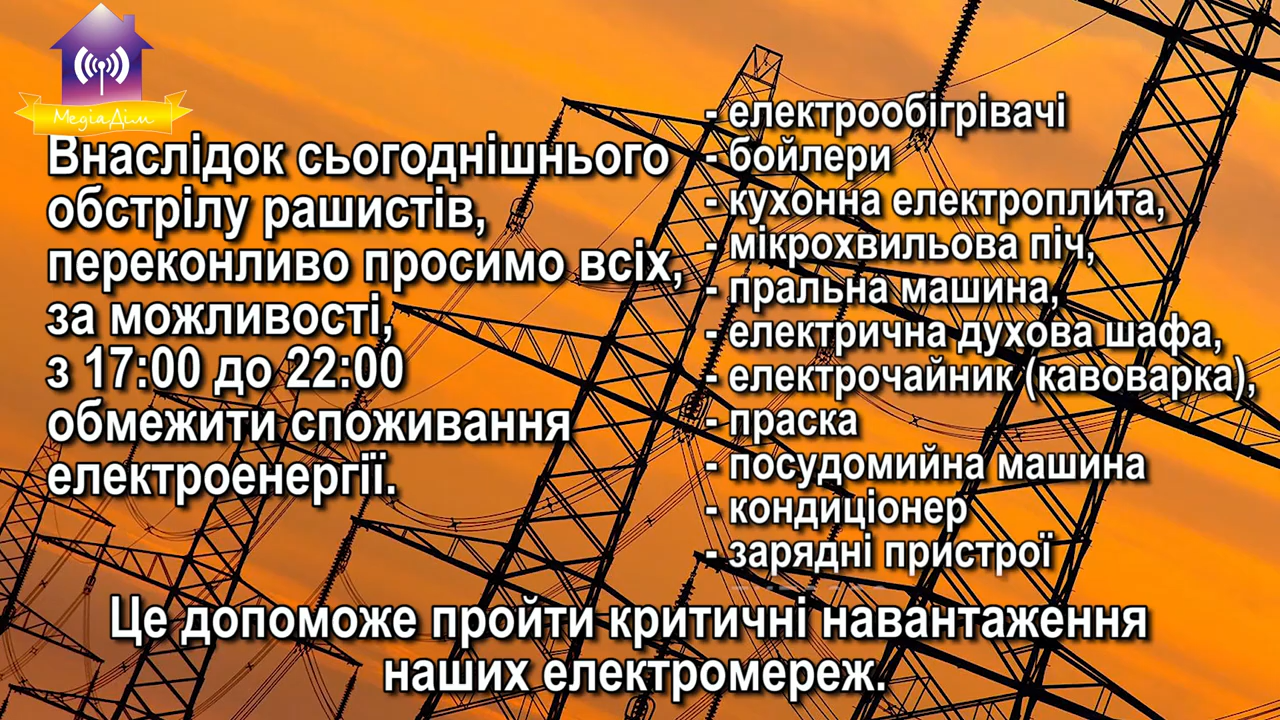 МедіаДім
Внаслідок сьогоднішнього
обстрілу рашистів,
переконливо просимо всіх,
за можливості,
з 17:00 до 22:00
обмежити споживання
електроенергії.
- електрообігрівачі
- бойлери
- кухонна електроплита,
- мікрохвильова піч,
- пральна машина,
- електрична духова шафа,
- електрочайник (кавоварка),
- праска
- посудомийна машина
- кондиціонер
- зарядні пристрої
Це допоможе пройти критичні навантаження
наших електромереж.